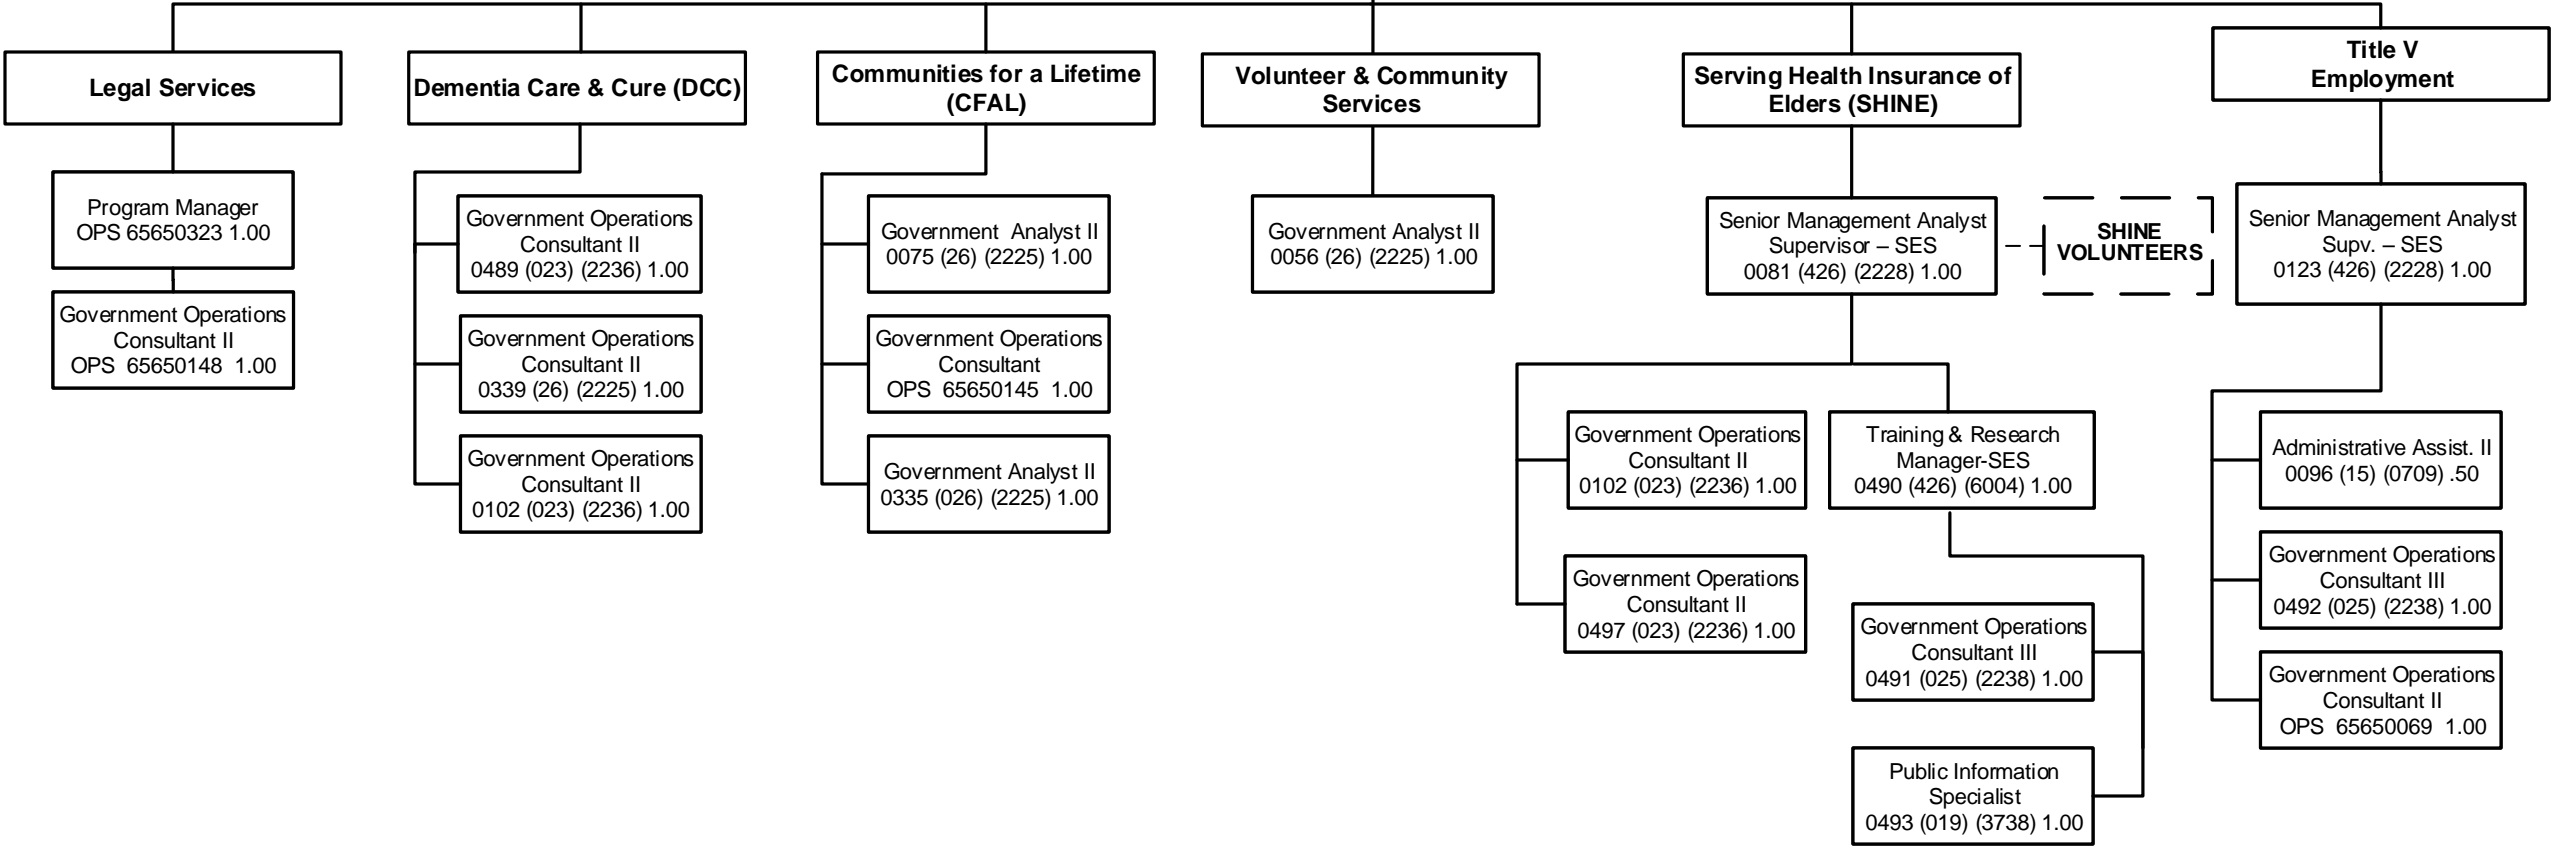 Legal Services
Program Manager
OPS 65650323 1.00
Government Operations
Consultant II
OPS 65650148 1.00
Dementia Care & Cure (DCC)
Government Operations
Consultant II
0489 (023) (2236) 1.00
Government Operations
Consultant II
0339 (26) (2225) 1.00
Government Operations
Consultant II
0102 (023) (2236) 1.00
Communities for a Lifetime
(CFAL)
Government Analyst II
0075 (26) (2225) 1.00
Government Operations
Consultant
OPS 65650145 1.00
Government Analyst II
0335 (026) (2225) 1.00
Volunteer & Community
Services
Government Analyst II
0056 (26) (2225) 1.00
Serving Health Insurance of
Elders (SHINE)
Senior Management Analyst
Supervisor – SES
0081 (426) (2228) 1.00
SHINE
VOLUNTEERS
Government Operations
Consultant II
0102 (023) (2236) 1.00
Government Operations
Consultant II
0497 (023) (2236) 1.00
Training & Research
Manager-SES
0490 (426) (6004) 1.00
Government Operations
Consultant III
0491 (025) (2238) 1.00
Public Information
Specialist
0493 (019) (3738) 1.00
Title V
Employment
Senior Management Analyst
Supv. – SES
0123 (426) (2228) 1.00
Administrative Assist. II
0096 (15) (0709) .50
Government Operations
Consultant III
0492 (025) (2238) 1.00
Government Operations
Consultant II
OPS 65650069 1.00